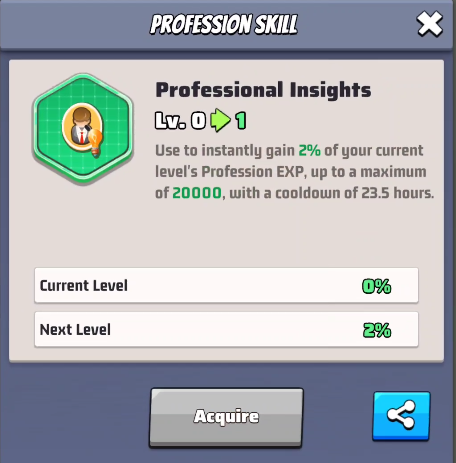 PROFESSION SKILL
Professional Insights
Lv. 0 1
Use to instantly gain 2% of your current
level's Profession EXP, up to a maximum
of 20000, with a cooldown of 23.5 hours.
Current Level 0%
Next Level 2%
Acquire